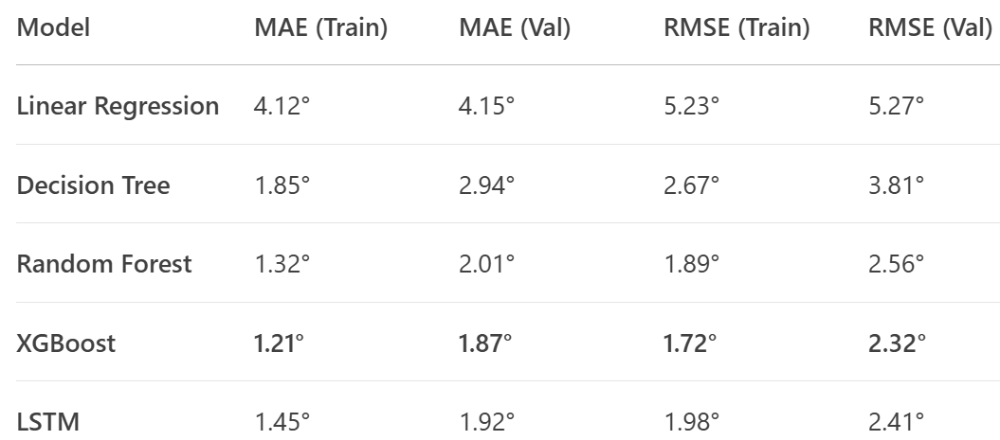 Model MAE (Train) MAE (Val) RMSE (Train) RMSE (Val)
Linear Regression 4.12° 4.15° 5.23° 5.27°
Decision Tree 1.85° 2.94° 2.67° 3.81°
Random Forest 1.32° 2.01° 1.89° 2.56°
XGBoost 1.21° 1.87° 1.72° 2.32°
LSTM 1.45° 1.92° 1.98° 2.41°